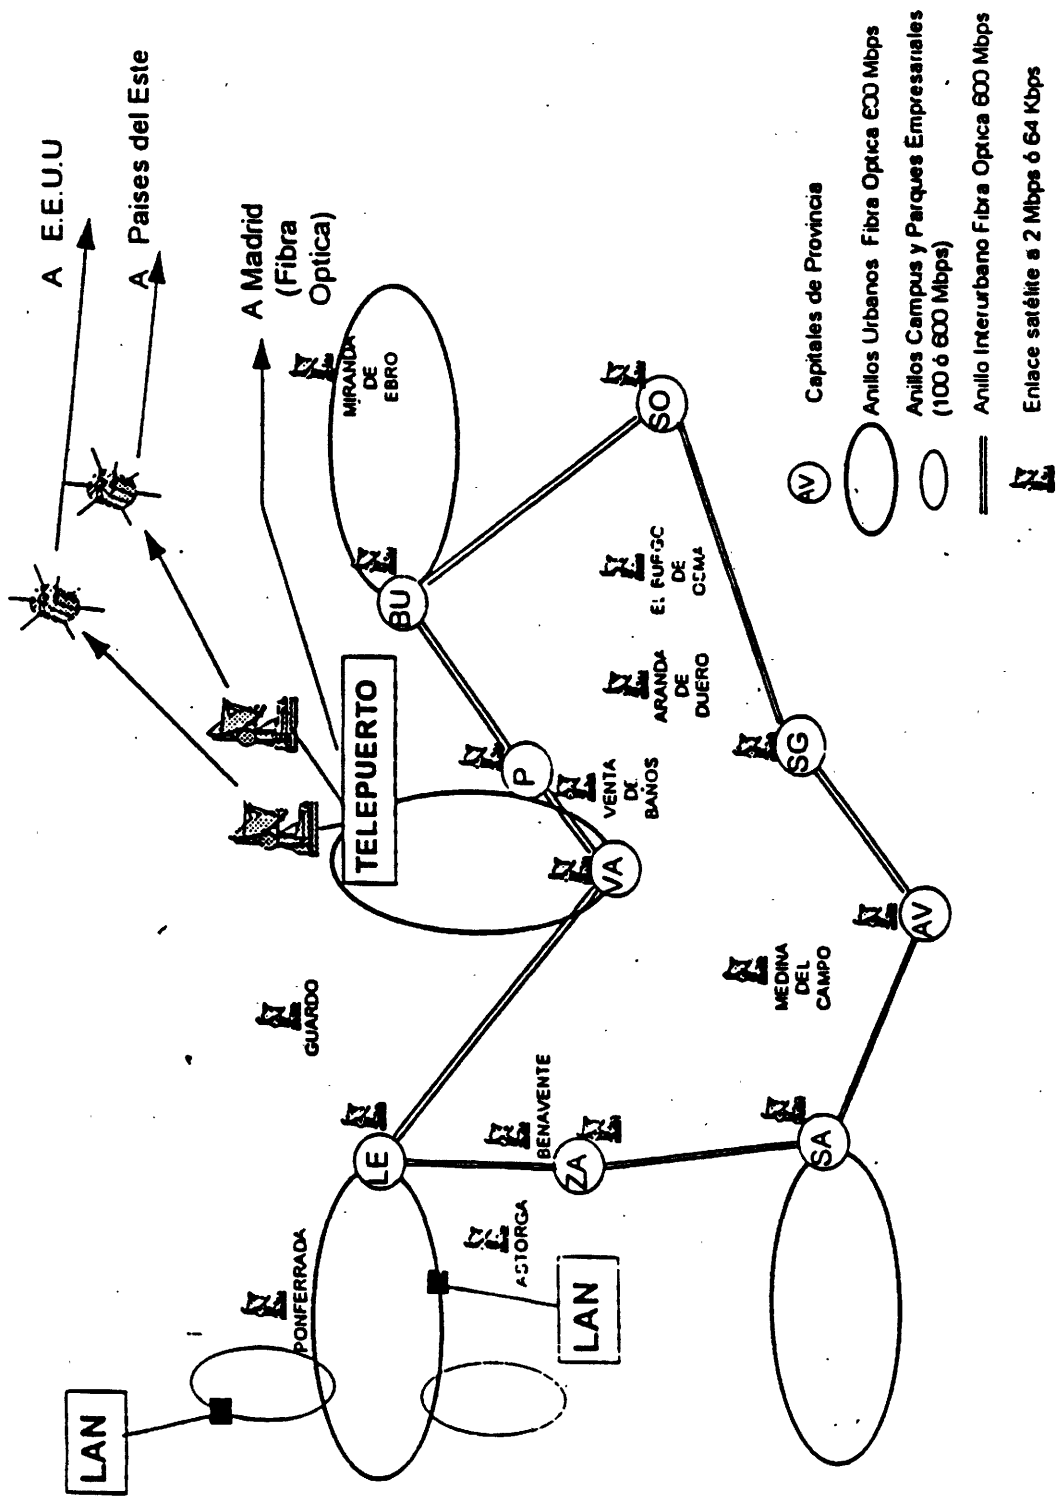 A E.E.U.U
A Paises del Este
A Madrid
(Fibra
Optica)
TELEPUERTO
LAN
PONFERRADA
LE
GUARDO
LAN
ASTORGA
BENAVENTE
ZA
VA
P
VENTA
DE
BAÑOS
BU
MIRANDA
DE
EBRO
ARANDA
DE
DUERO
DE
SO
SG
AV
SA
MEDINA
DEL
CAMPO
AV
Capitales de Provincia
Anillos Urbanos Fibra Optica 600 Mbps
Anillos Campus y Parques Empresariales
(100 ó 600 Mbps)
Anillo Interurbano Fibra Optica 600 Mbps
Enlace satélite a 2 Mbps ó 64 Kbps